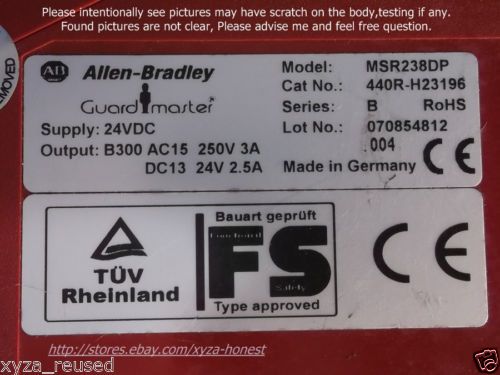 Please intentionally see pictures may have scratch on the body,testing if any.
Found pictures are not clear, Please advise me and feel free question.
MOVED
AB Allen-Bradley
Guardmaster
Supply: 24VDC
Output: B300 AC15 250V 3A
DC13 24V 2.5A
Model: MSR238DP
Cat No.: 440R-H23196
Series: B RoHS
Lot No.: 070854812
004
Made in Germany CE
TÜV
Rheinland
Bauart geprüft
Functional
FS
Safety
Type approved
CE
http://stores.ebay.com/xyza-honest
xyza_reused
xyza_reused